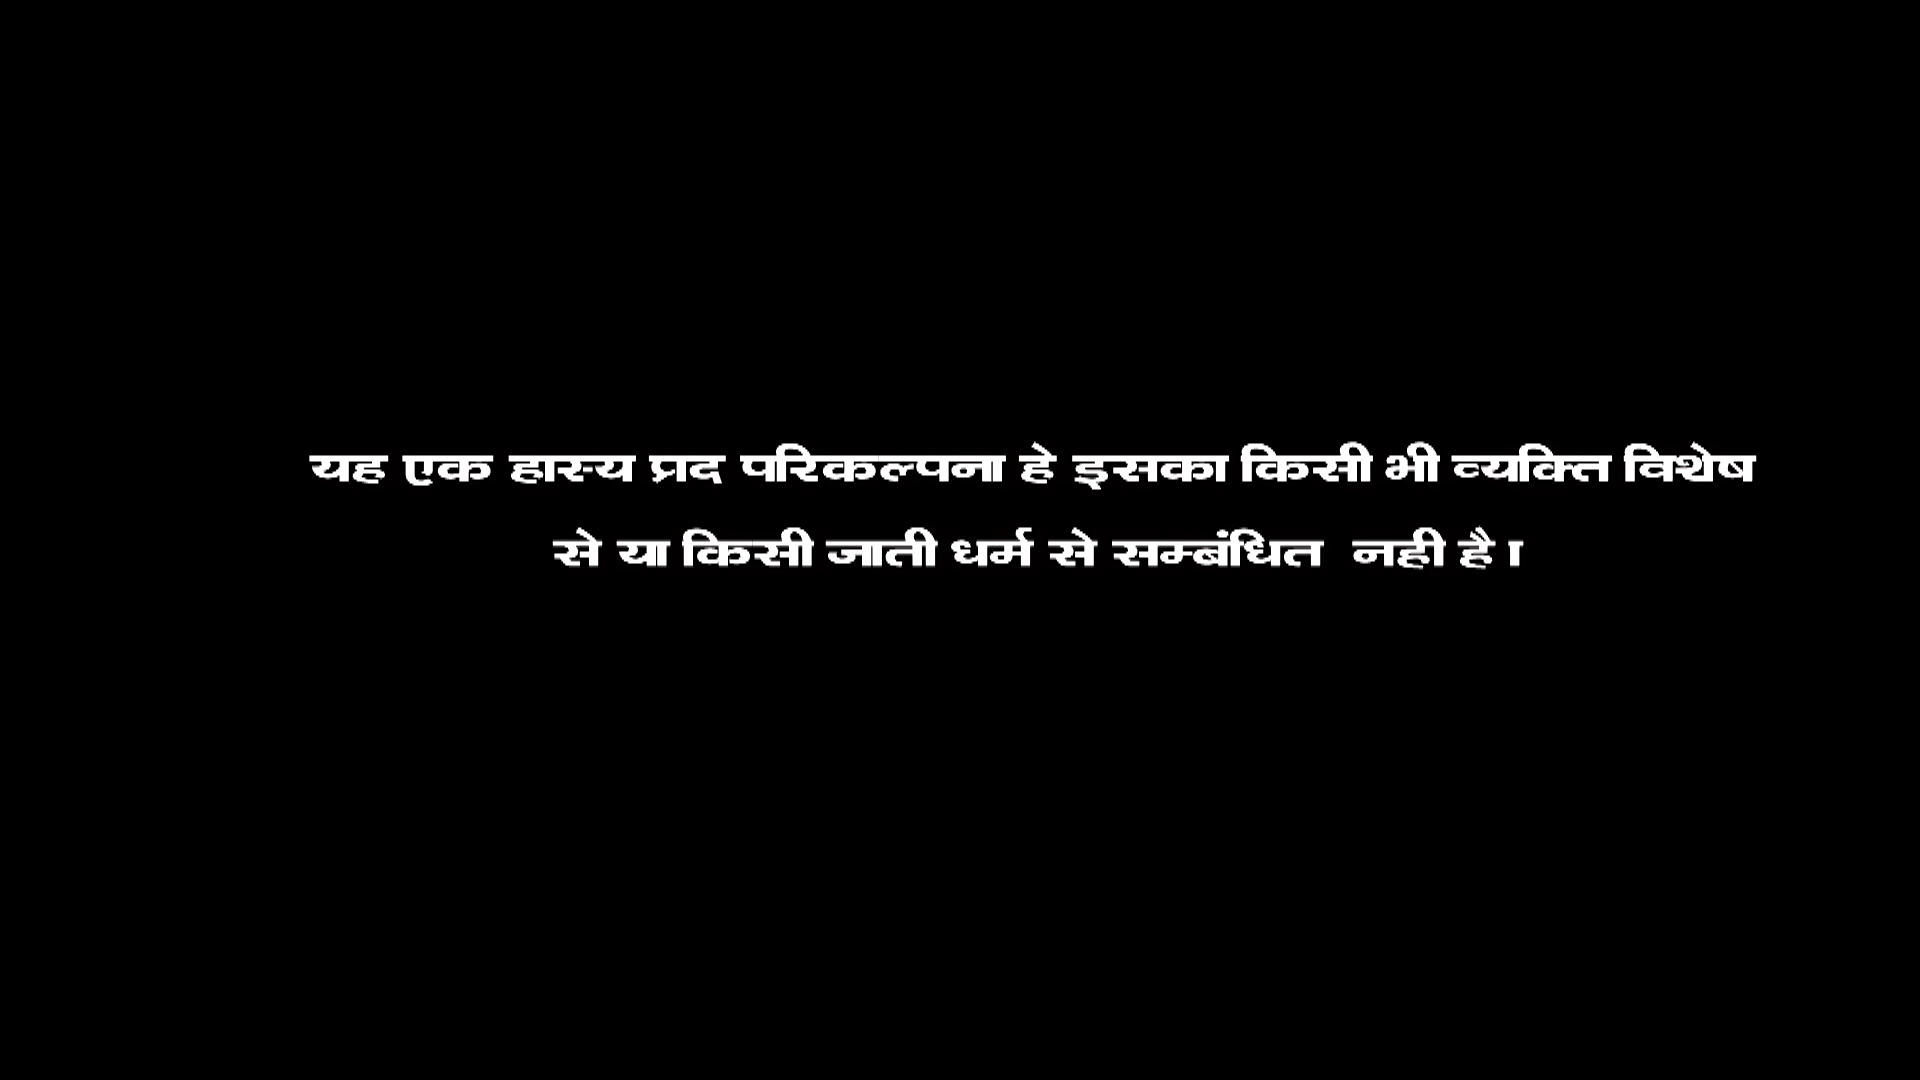 यह एक हास्य प्रद परिकल्पना हे इसका किसी भी व्यक्ति विशेष
से या किसी जाती धर्म से सम्बंधित  नही है।